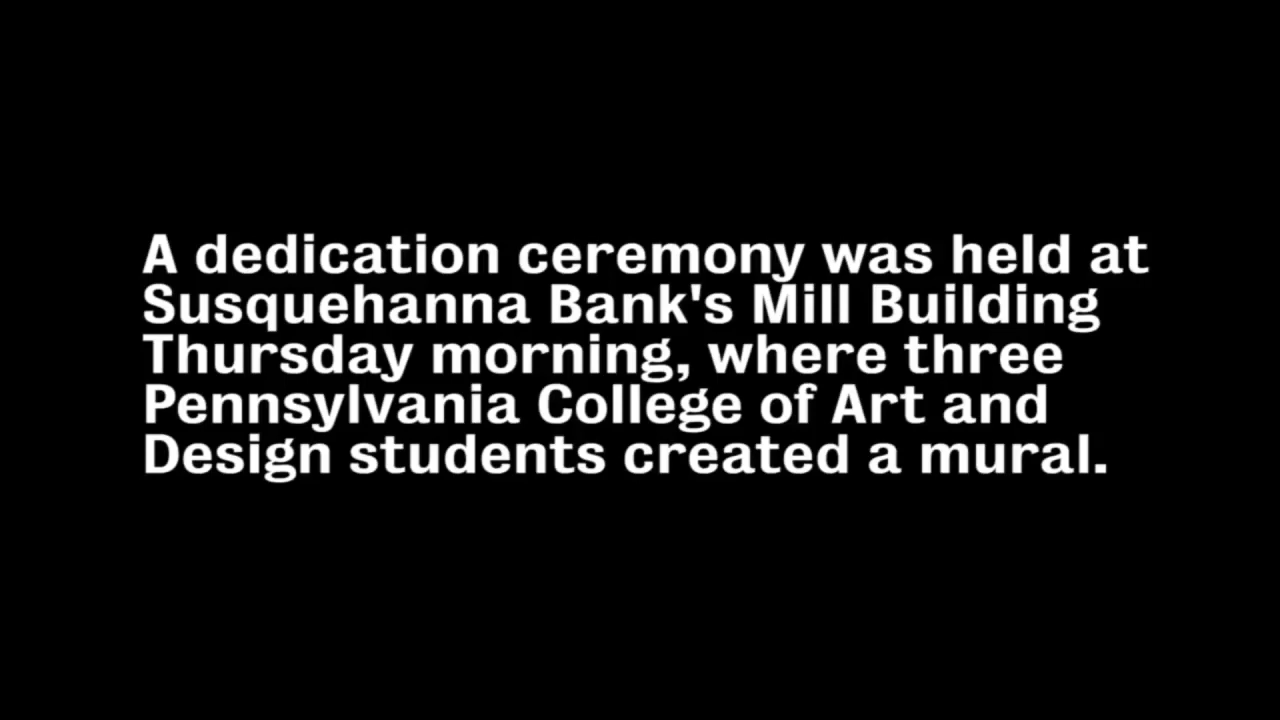 A dedication ceremony was held at
Susquehanna Bank's Mill Building
Thursday morning, where three
Pennsylvania College of Art and
Design students created a mural.